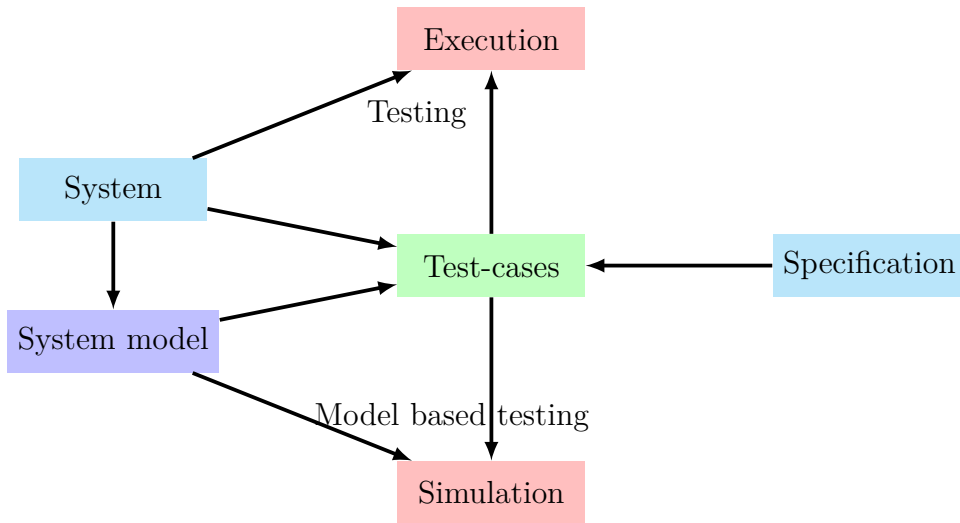 Execution
Testing
System
Test-cases
Specification
System model
Model based testing
Simulation